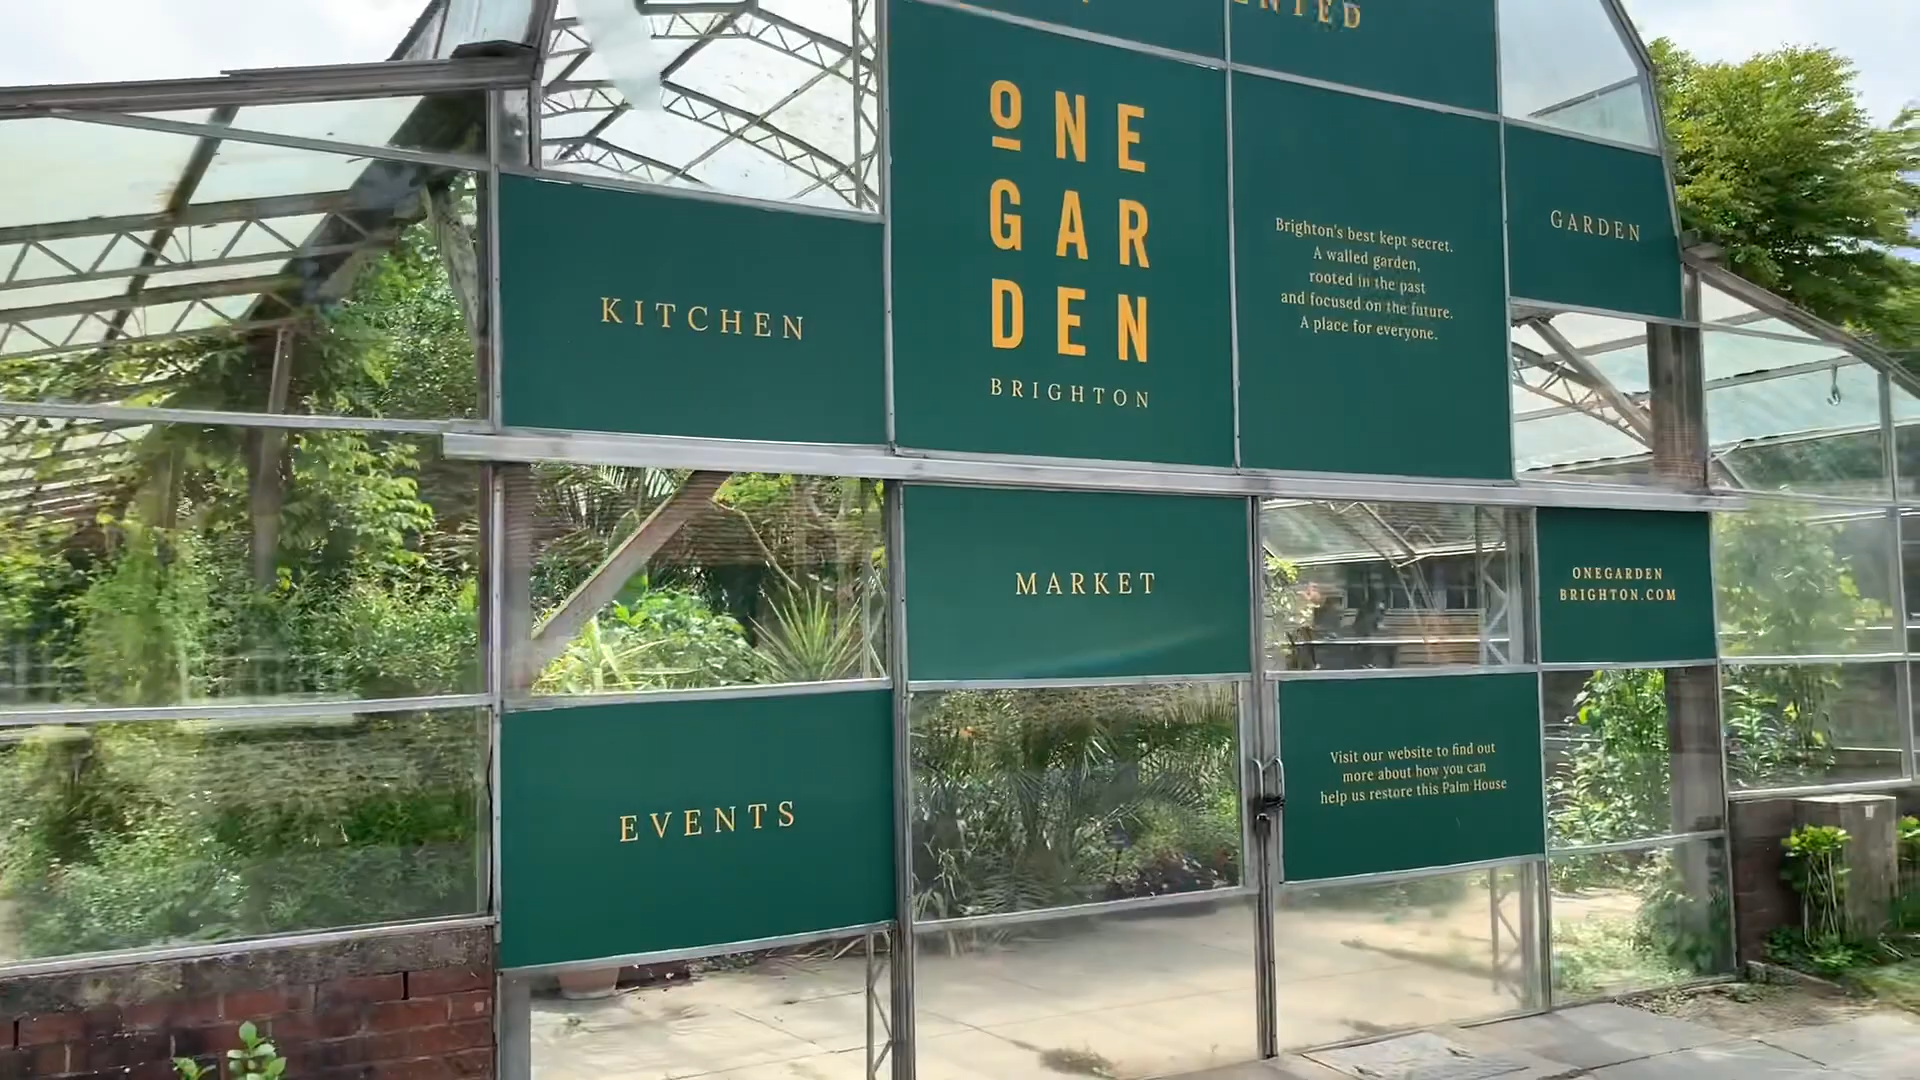 ONE
GAR
DEN
BRIGHTON
Brighton's best kept secret.
A walled garden,
rooted in the past
and focused on the future.
A place for everyone.
GARDEN
KITCHEN
MARKET
ONEGARDEN
BRIGHTON.COM
EVENTS
Visit our website to find out
more about how you can
help us restore this Palm House